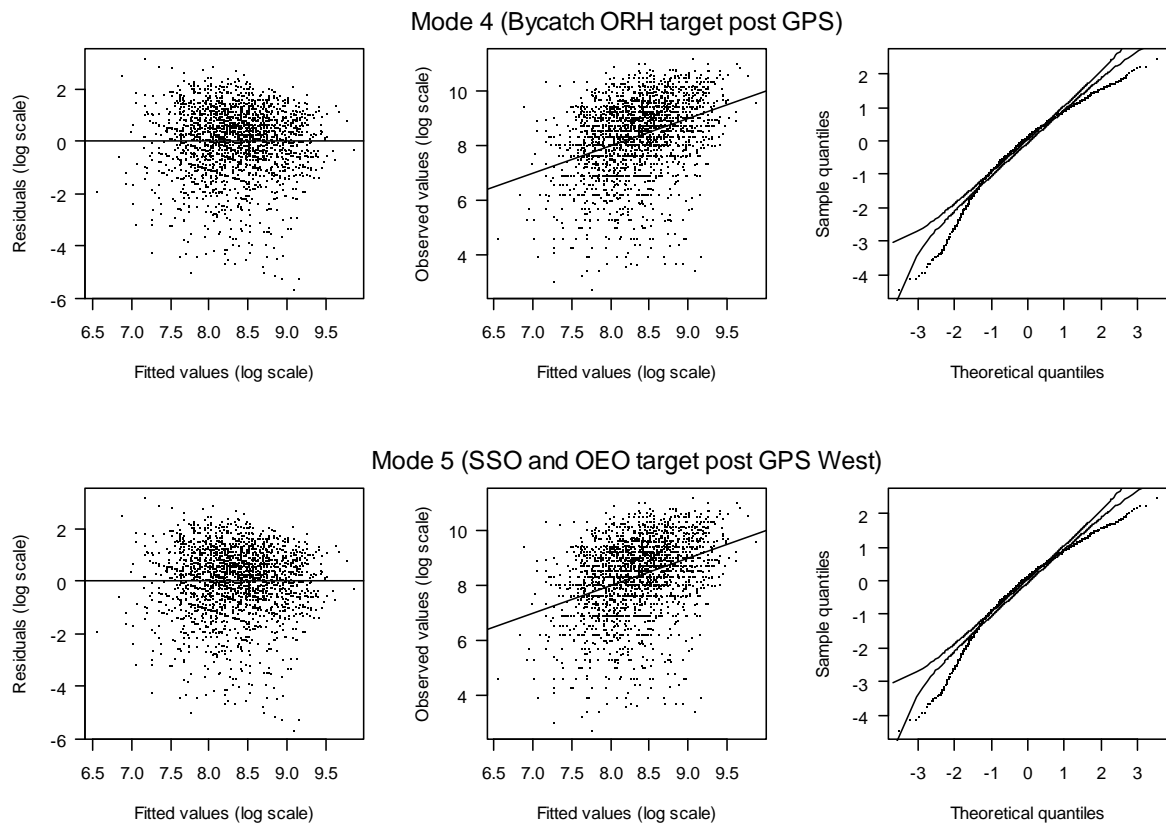 Mode 4 (Bycatch ORH target post GPS)
Residuals (log scale)
2
0
-2
-4
-6
6.5 7.0 7.5 8.0 8.5 9.0 9.5
Fitted values (log scale)
Observed values (log scale)
10
8
6
4
6.5 7.0 7.5 8.0 8.5 9.0 9.5
Fitted values (log scale)
Sample quantiles
2
1
0
-1
-2
-3
-4
-3 -2 -1 0 1 2 3
Theoretical quantiles
Mode 5 (SSO and OEO target post GPS West)
Residuals (log scale)
2
0
-2
-4
-6
6.5 7.0 7.5 8.0 8.5 9.0 9.5
Fitted values (log scale)
Observed values (log scale)
10
8
6
4
6.5 7.0 7.5 8.0 8.5 9.0 9.5
Fitted values (log scale)
Sample quantiles
2
1
0
-1
-2
-3
-4
-3 -2 -1 0 1 2 3
Theoretical quantiles